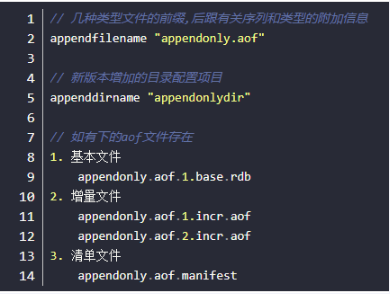 1 // 几种类型文件的前缀,后跟有关序列和类型的附加信息
2 appendfilename "appendonly.aof"
3
4 // 新版本增加的目录配置项目
5 appenddirname "appendonlydir"
6
7 // 如有下的aof文件存在
8 1. 基本文件
9 appendonly.aof.1.base.rdb
10 2. 增量文件
11 appendonly.aof.1.incr.aof
12 appendonly.aof.2.incr.aof
13 3. 清单文件
14 appendonly.aof.manifest